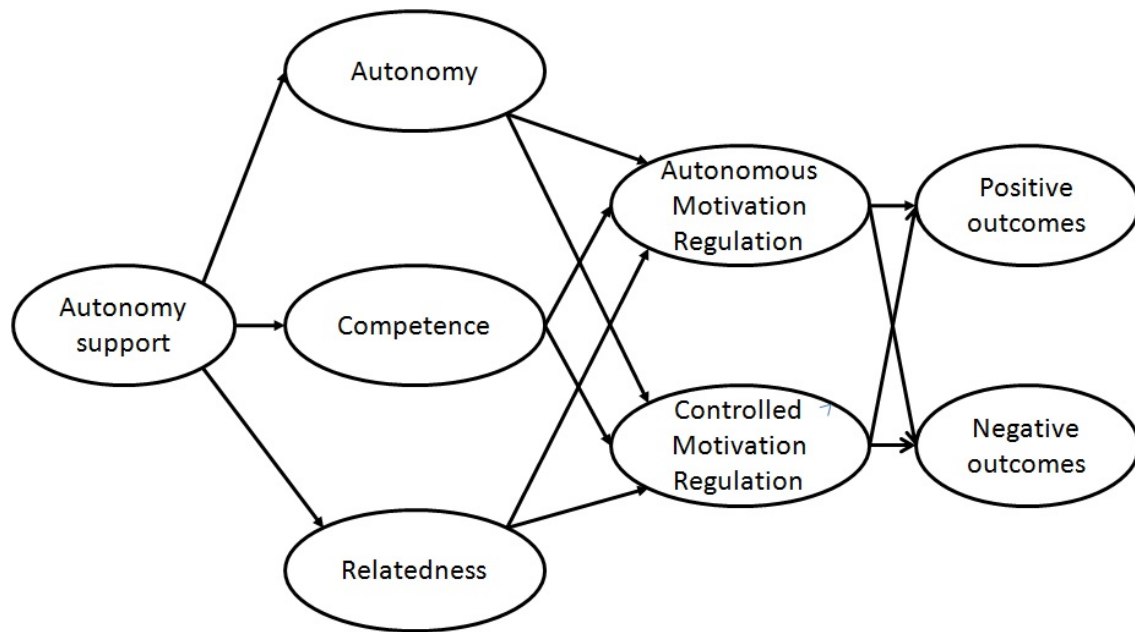 Autonomy
Autonomous
Motivation
Regulation
Positive
outcomes
Autonomy
support
Competence
Controlled
Motivation
Regulation
Negative
outcomes
Relatedness